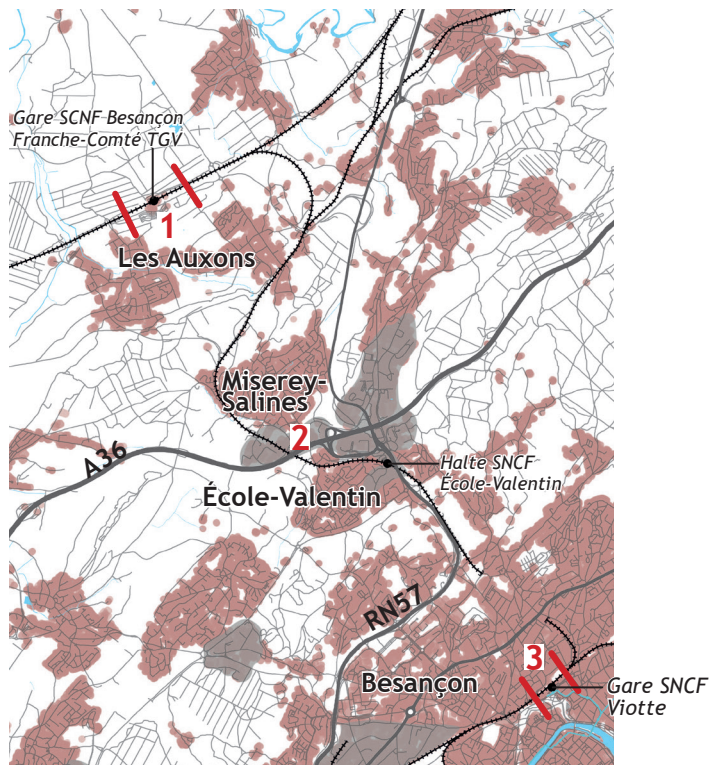 Gare SCNF Besançon
Franche-Comté TGV
1
Les Auxons
Miserey-
Salines
2
A36
Halte SNCF
École-Valentin
École-Valentin
RN57
3
Besançon
Gare SNCF
Viotte